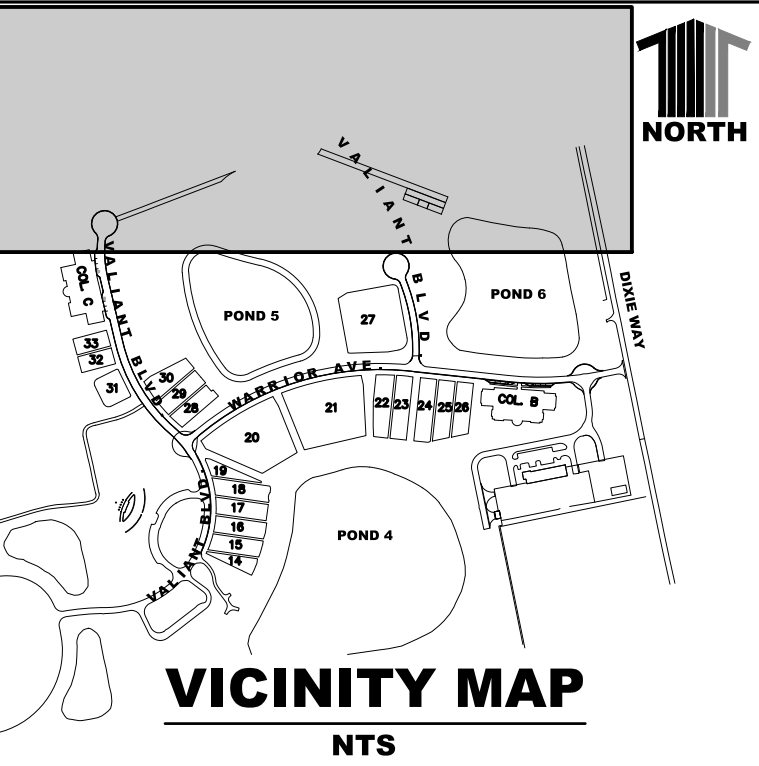 NORTH
VALIANT
BLVD.
VALIANT BLVD.
COL. C
DIXIE WAY
POND 5
POND 6
27
33
32
31
30
29
28
WARRIOR AVE.
22
23
24
25
26
COL. B
21
20
19
18
17
16
15
14
VALIANT BLVD.
POND 4
VICINITY MAP
NTS